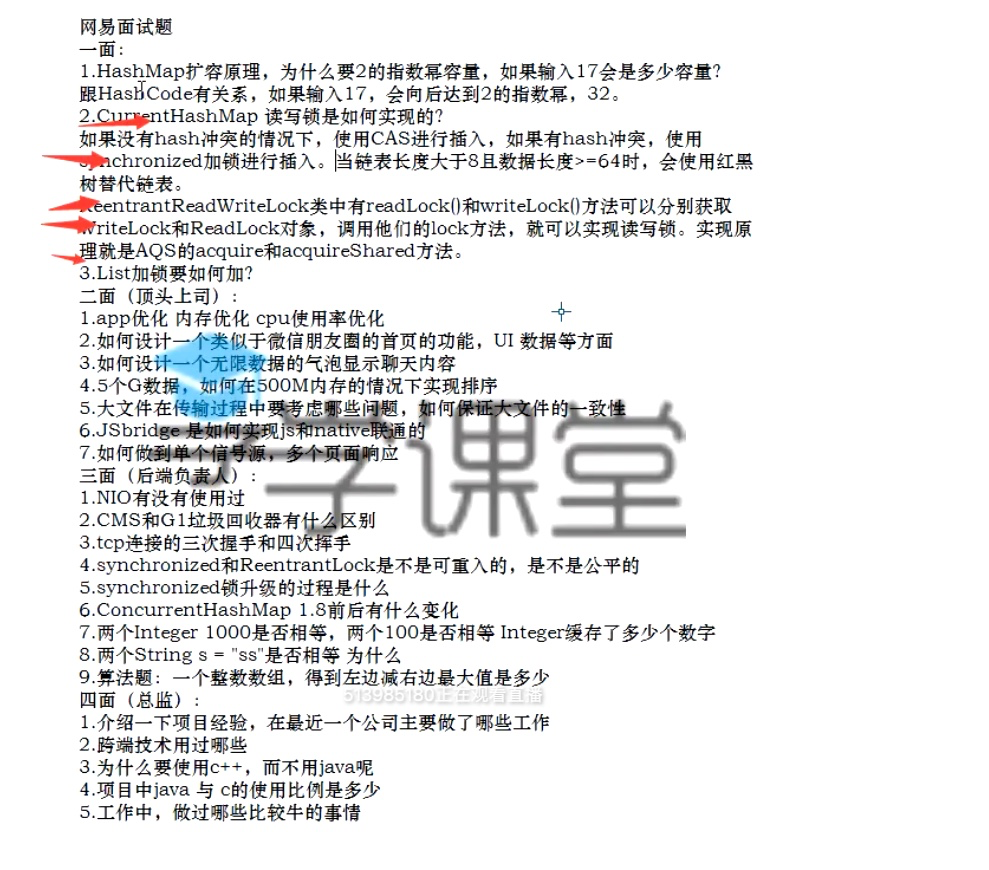 网易面试题
一面：
1.HashMap扩容原理，为什么要2的指数幂容量，如果输入17会是多少容量？
跟HashCode有关系，如果输入17，会向后达到2的指数幂，32。
2.CurrentHashMap 读写锁是如何实现的？
如果没有hash冲突的情况下，使用CAS进行插入，如果有hash冲突，使用
synchronized加锁进行插入。当链表长度大于8且数据长度>=64时，会使用红黑
树替代链表。
ReentrantReadWriteLock类中有readLock()和writeLock()方法可以分别获取
WriteLock和ReadLock对象，调用他们的lock方法，就可以实现读写锁。实现原
理就是AQS的acquire和acquireShared方法。
3.List加锁要如何加？
二面（顶头上司）：
1.app优化 内存优化 cpu使用率优化
2.如何设计一个类似于微信朋友圈的首页的功能，UI 数据等方面
3.如何设计一个无限数据的气泡显示聊天内容
4.5个G数据，如何在500M内存的情况下实现排序
5.大文件在传输过程中要考虑哪些问题，如何保证大文件的一致性
6.JSbridge 是如何实现js和native联通的
7.如何做到单个信号源，多个页面响应
三面（后端负责人）：
1.NIO有没有使用过
2.CMS和G1垃圾回收器有什么区别
3.tcp连接的三次握手和四次挥手
4.synchronized和ReentrantLock是不是可重入的，是不是公平的
5.synchronized锁升级的过程是什么
6.ConcurrentHashMap 1.8前后有什么变化
7.两个Integer 1000是否相等，两个100是否相等 Integer缓存了多少个数字
8.两个String s = "ss"是否相等 为什么
9.算法题：一个整数数组，得到左边减右边最大值是多少
513985180正在观看直播
四面（总监）：
1.介绍一下项目经验，在最近一个公司主要做了哪些工作
2.跨端技术用过哪些
3.为什么要使用c++，而不用java呢
4.项目中java 与 c的使用比例是多少
5.工作中，做过哪些比较牛的事情
学课堂